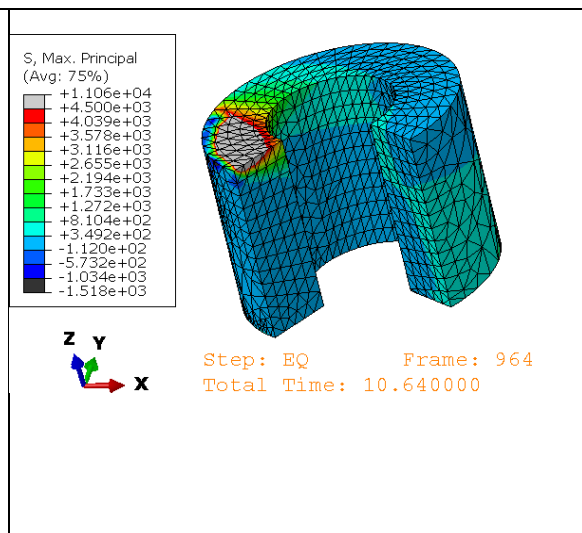 S, Max. Principal
(Avg: 75%)
+1.106e+04
+4.500e+03
+4.039e+03
+3.578e+03
+3.116e+03
+2.655e+03
+2.194e+03
+1.733e+03
+1.272e+03
+8.104e+02
+3.492e+02
-1.120e+02
-5.732e+02
-1.034e+03
-1.518e+03
Z Y
X
Step: EQ Frame: 964
Total Time: 10.640000